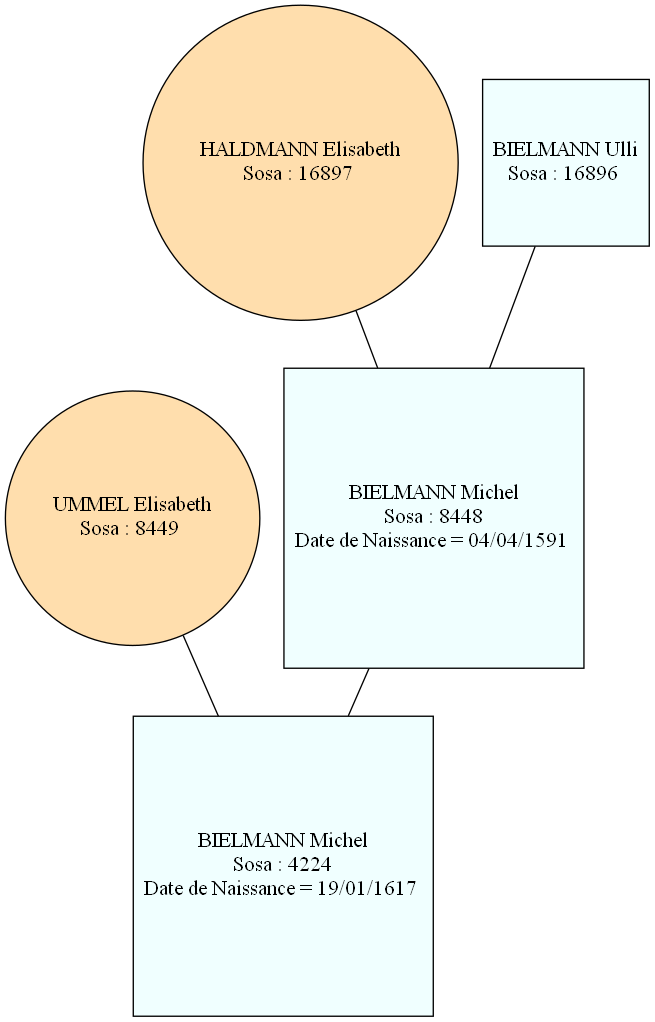 HALDMANN Elisabeth
Sosa : 16897
BIELMANN Ulli
Sosa : 16896
UMMEL Elisabeth
Sosa : 8449
BIELMANN Michel
Sosa : 8448
Date de Naissance = 04/04/1591
BIELMANN Michel
Sosa : 4224
Date de Naissance = 19/01/1617